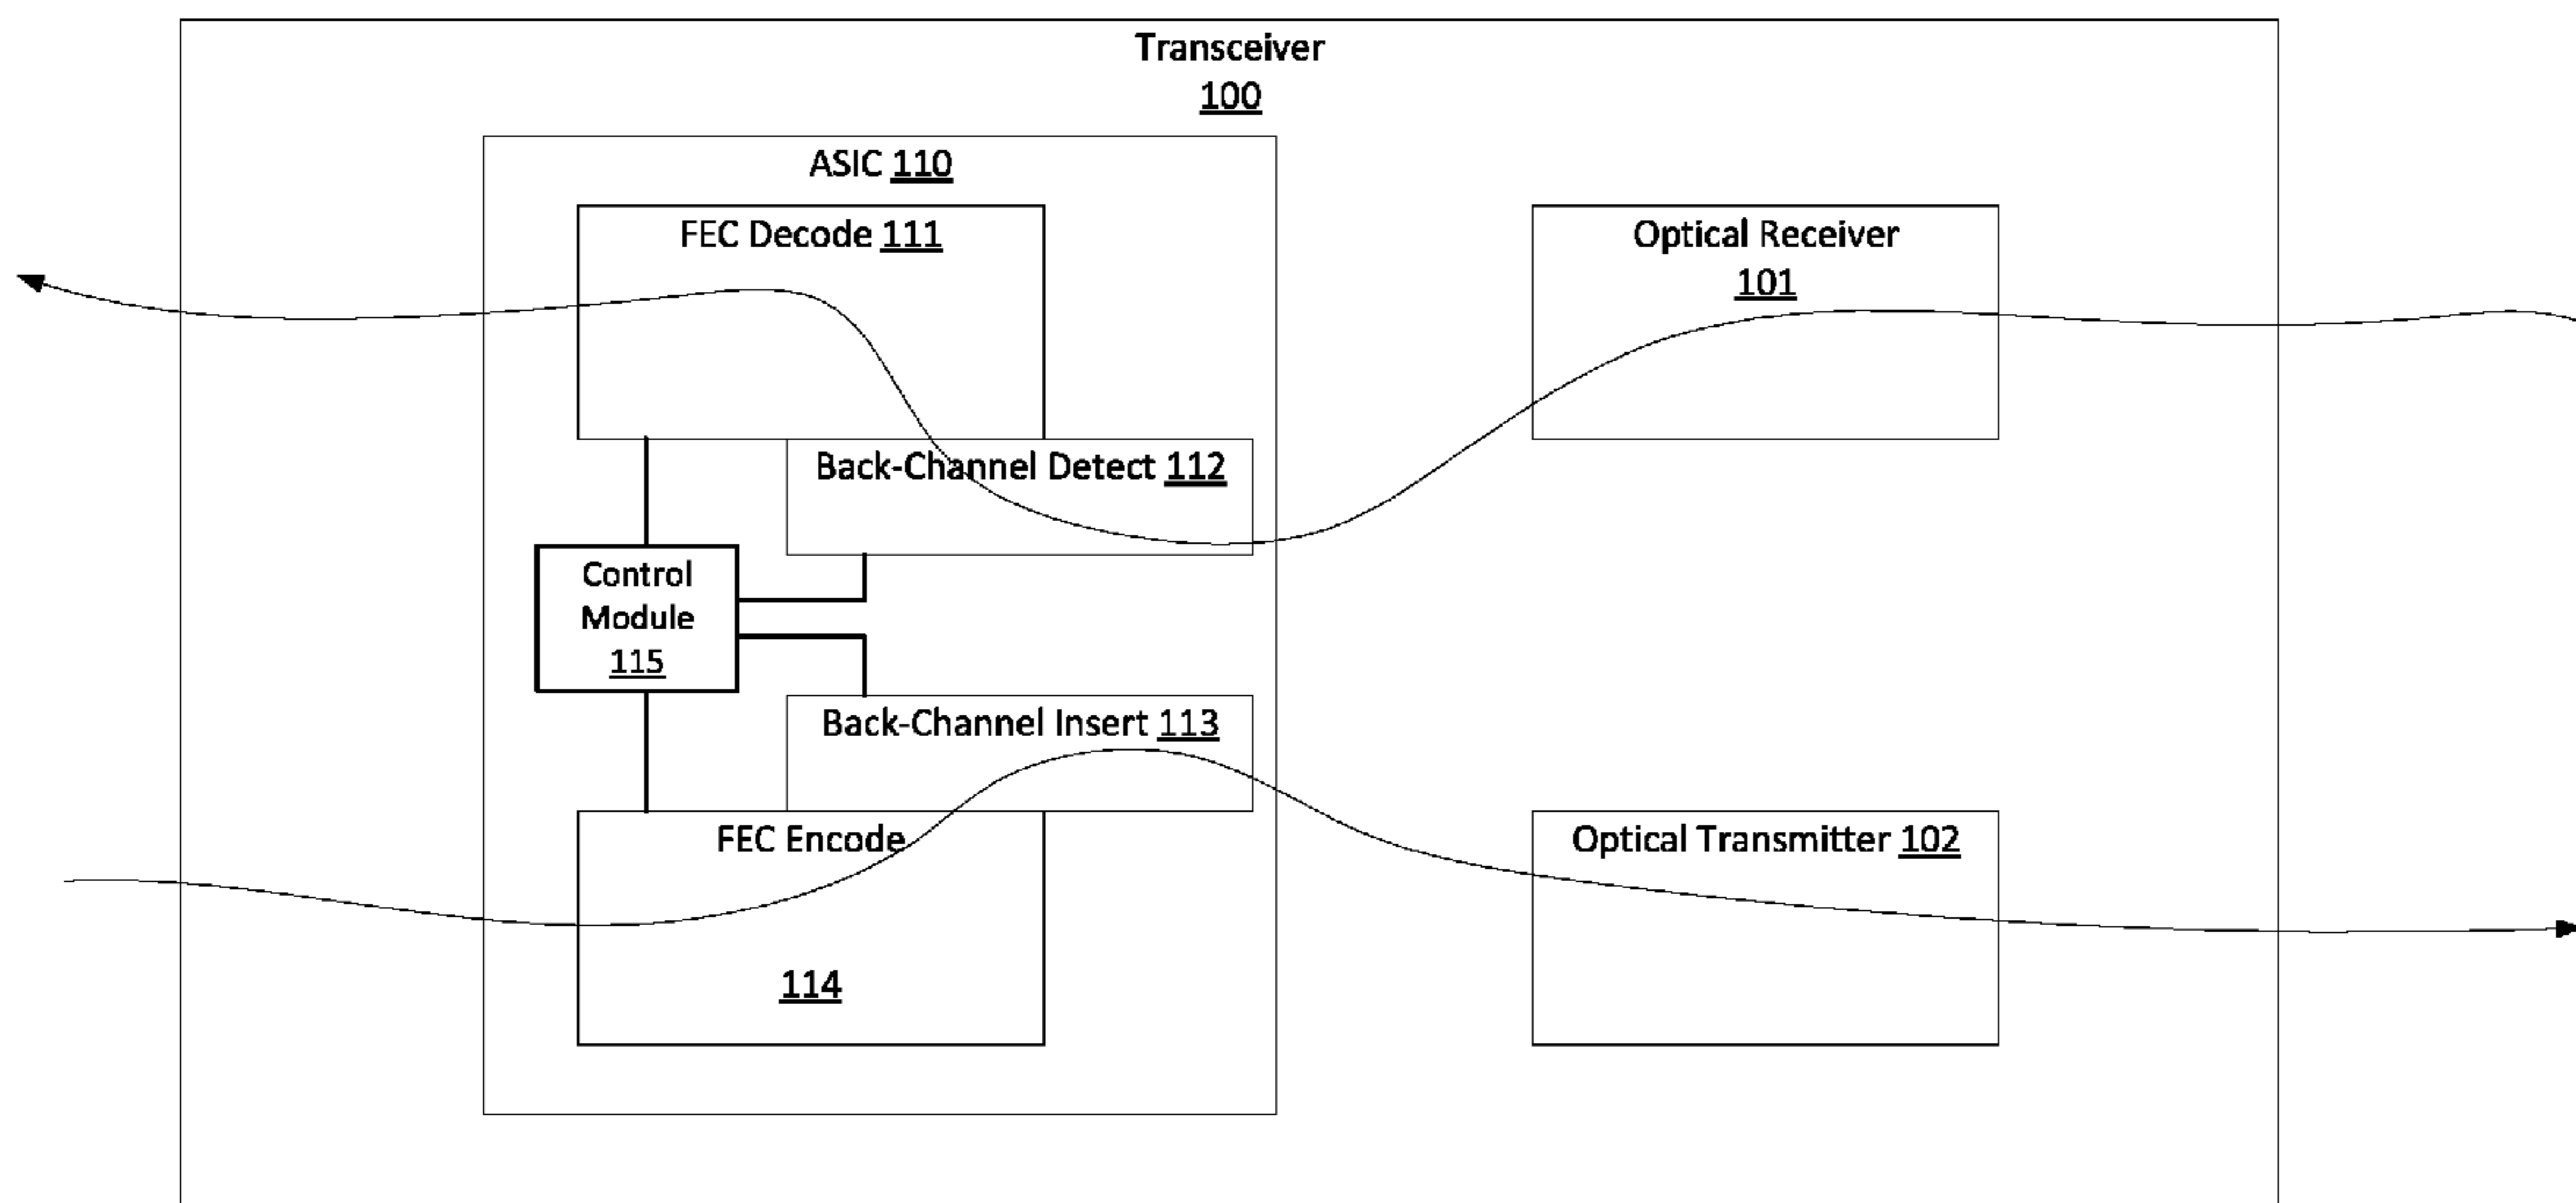 Transceiver
100
ASIC 110
FEC Decode 111
Optical Receiver
101
Back-Channel Detect 112
Control
Module
115
Back-Channel Insert 113
FEC Encode
114
Optical Transmitter 102